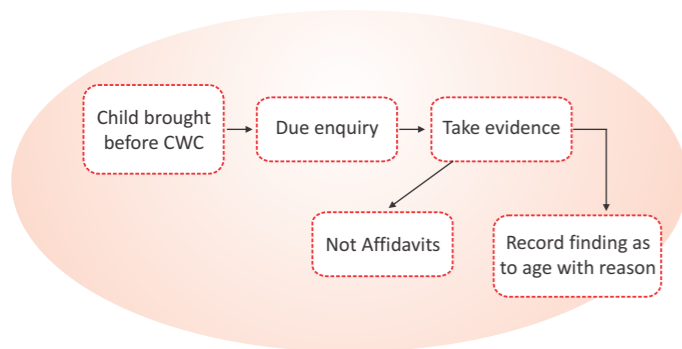 Child brought
before CWC
Due enquiry
Take evidence
Not Affidavits
Record finding as
to age with reason